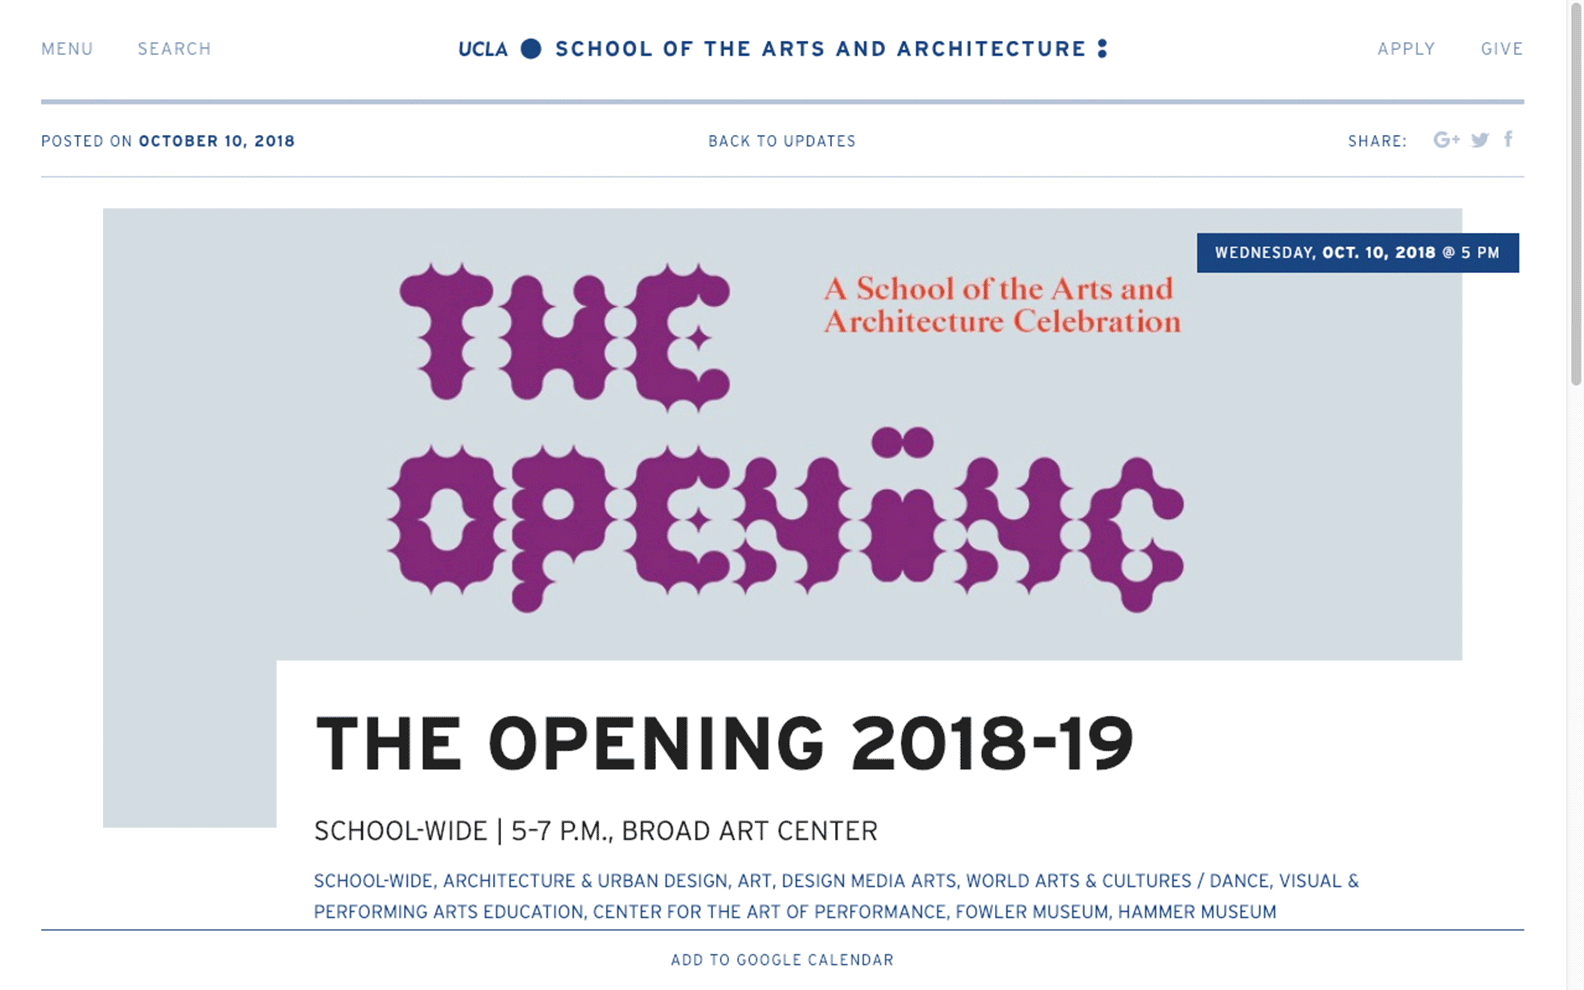 MENU SEARCH UCLA SCHOOL OF THE ARTS AND ARCHITECTURE APPLY GIVE
POSTED ON OCTOBER 10, 2018 BACK TO UPDATES SHARE: G+ f
WEDNESDAY, OCT. 10, 2018 @ 5 PM
A School of the Arts and
Architecture Celebration
THE
OPENÏNG
THE OPENING 2018-19
SCHOOL-WIDE | 5–7 P.M., BROAD ART CENTER
SCHOOL-WIDE, ARCHITECTURE & URBAN DESIGN, ART, DESIGN MEDIA ARTS, WORLD ARTS & CULTURES / DANCE, VISUAL &
PERFORMING ARTS EDUCATION, CENTER FOR THE ART OF PERFORMANCE, FOWLER MUSEUM, HAMMER MUSEUM
ADD TO GOOGLE CALENDAR